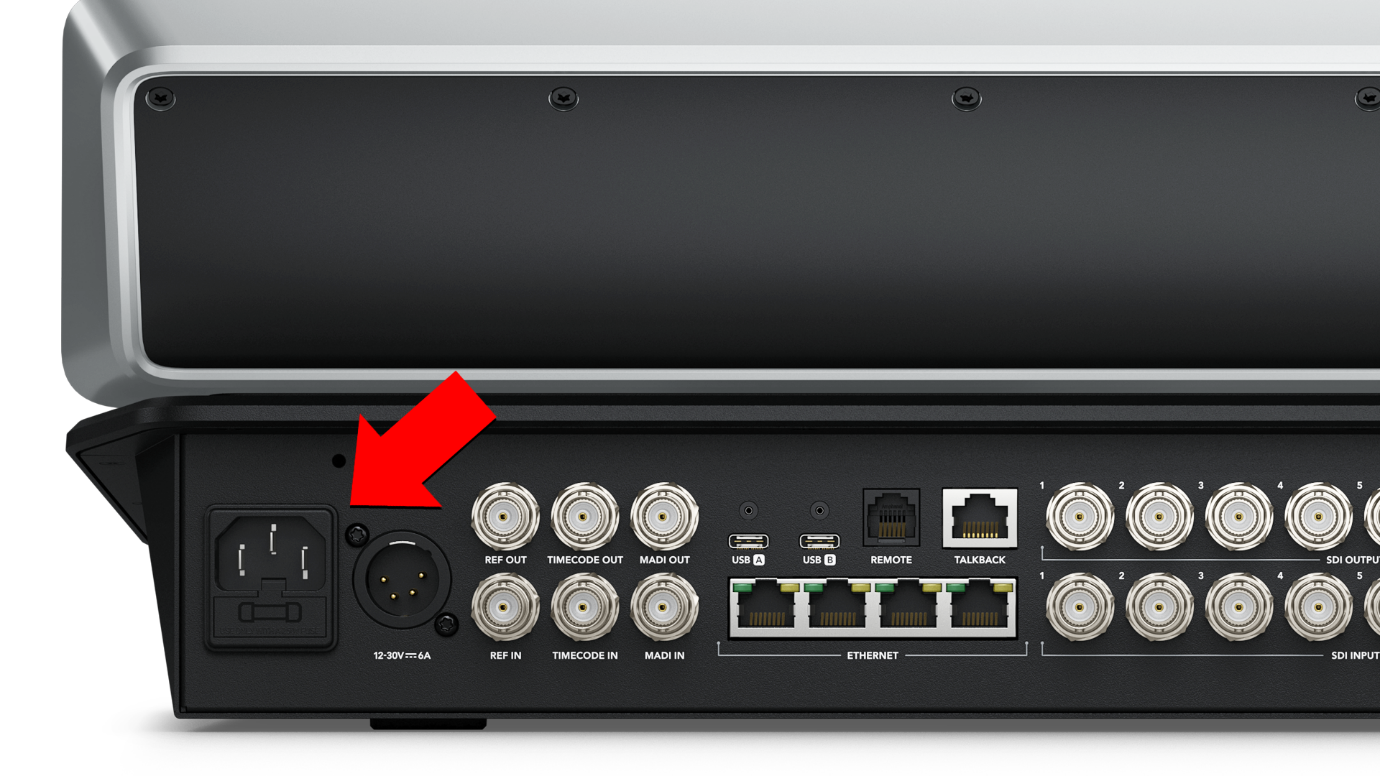 1 2 3 4 5
REF OUT TIMECODE OUT MADI OUT USB A USB B REMOTE TALKBACK SDI OUTPU
1 2 3 4 5
12-30V⎓6A REF IN TIMECODE IN MADI IN ETHERNET SDI INPUT